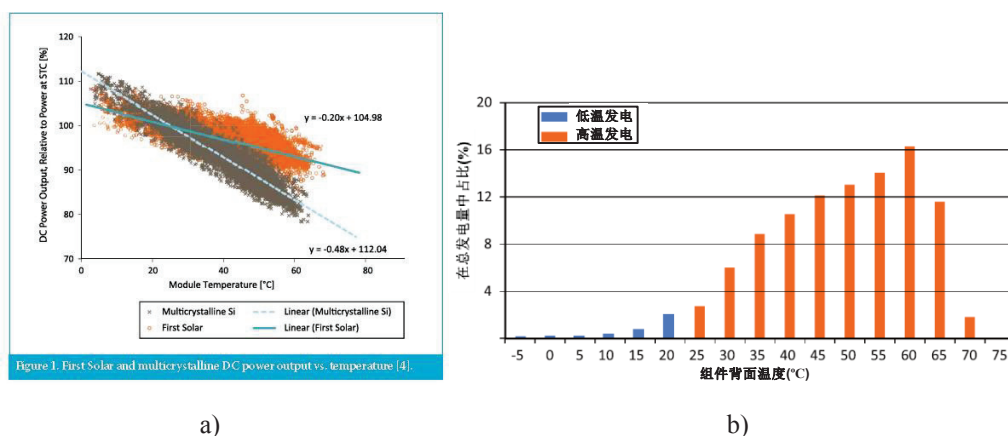 120
110
100
90
80
70
DC Power Output, Relative to Power at STC [%]
y = -0.20x + 104.98
y = -0.48x + 112.04
0 20 40 60 80
Module Temperature [°C]
Multicrystalline Si
Linear (Multicrystalline Si)
First Solar
Linear (First Solar)
Figure 1. First Solar and multicrystalline DC power output vs. temperature [4].
a)
20
16
12
8
4
在总发电量中占比(%)
低温发电
高温发电
-5 0 5 10 15 20 25 30 35 40 45 50 55 60 65 70 75
组件背面温度(°C)
b)